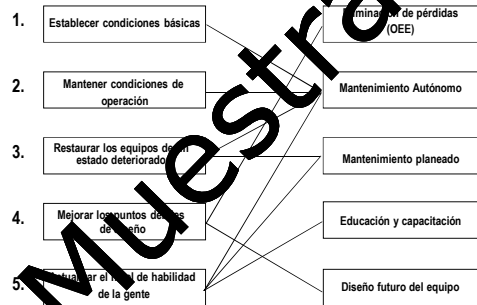 1. Establecer condiciones básicas
de pérdidas
(OEE)
2. Mantener condiciones de
operación
Mantenimiento Autónomo
3. Restaurar los equipos de
estado deteriorado
Mantenimiento planeado
4. Mejorar los puntos
de
Educación y capacitación
5. el de habilidad
de la gente
Diseño futuro del equipo
Muestra